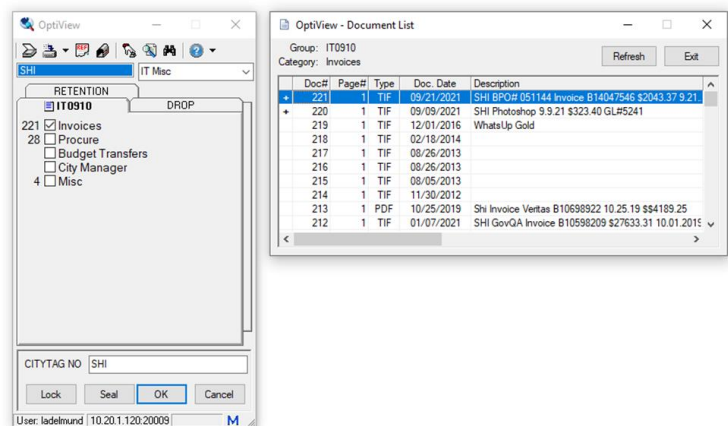 OptiView
SHI
IT Misc
RETENTION
IT0910
DROP
221 Invoices
28 Procure
Budget Transfers
City Manager
4 Misc
CITYTAG NO SHI
Lock Seal OK Cancel
User: ladelmund 10.20.1.120:20009 M
OptiView - Document List
Group: IT0910
Category: Invoices
Refresh Exit
Doc# Page# Type Doc. Date Description
+ 221 1 TIF 09/21/2021 SHI BPO# 051144 Invoice B14047546 $2043.37 9.21.
+ 220 1 TIF 09/09/2021 SHI Photoshop 9.9.21 $323.40 GL#5241
219 1 TIF 12/01/2016 WhatsUp Gold
218 1 TIF 02/18/2014
217 1 TIF 08/26/2013
216 1 TIF 08/26/2013
215 1 TIF 08/05/2013
214 1 TIF 11/30/2012
213 1 PDF 10/25/2019 Shi Invoice Veritas B10698922 10.25.19 $$4189.25
212 1 TIF 01/07/2021 SHI GovQA Invoice B10598209 $27633.31 10.01.2019